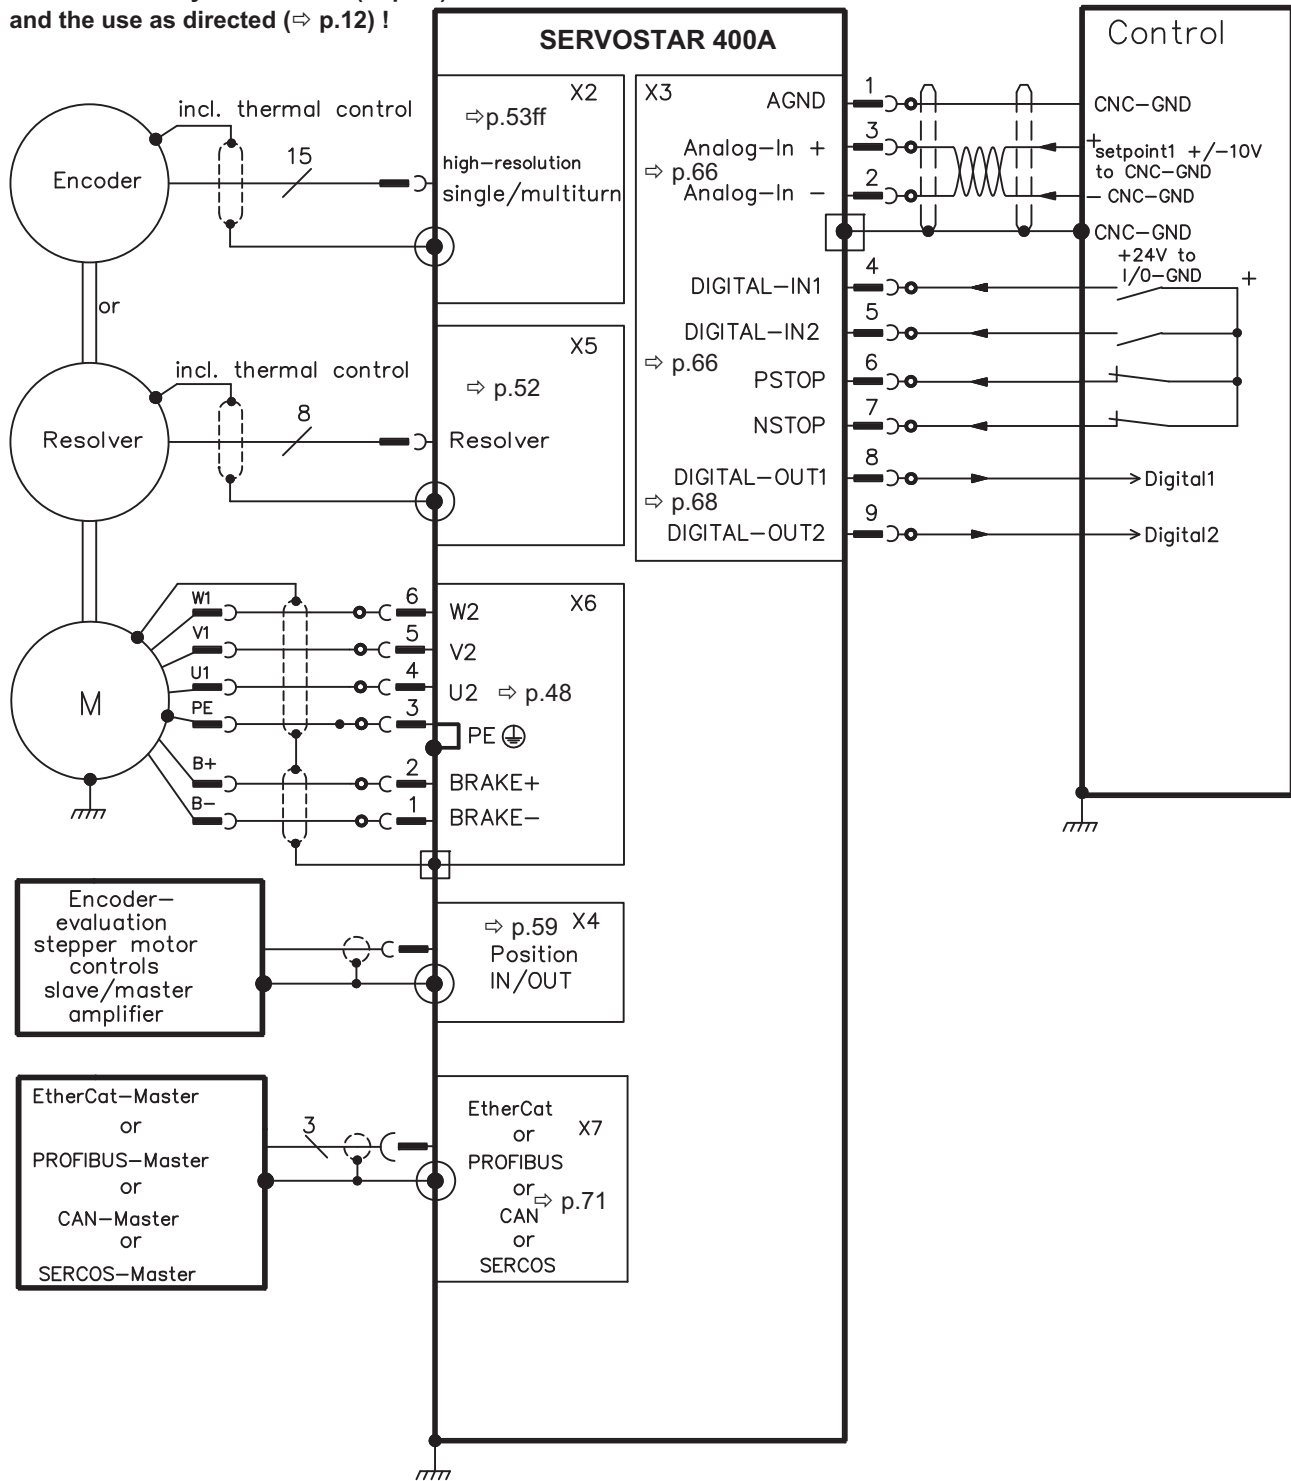 and the use as directed (⇨ p.12) !
SERVOSTAR 400A
Control
X2
⇨p.53ff
high-resolution
single/multiturn
incl. thermal control
15
Encoder
or
X3
AGND
1
CNC-GND
Analog-In +
3
+
setpoint1 +/-10V
to CNC-GND
⇨ p.66
Analog-In -
2
- CNC-GND
CNC-GND
+24V to
I/O-GND
+
DIGITAL-IN1
4
DIGITAL-IN2
5
⇨ p.66
PSTOP
6
NSTOP
7
DIGITAL-OUT1
8
Digital1
⇨ p.68
DIGITAL-OUT2
9
Digital2
X5
⇨ p.52
Resolver
incl. thermal control
8
Resolver
X6
M
W1
6
W2
V1
5
V2
U1
4
U2 ⇨ p.48
PE
3
PE
B+
2
BRAKE+
B-
1
BRAKE-
Encoder-
evaluation
stepper motor
controls
slave/master
amplifier
⇨ p.59 X4
Position
IN/OUT
EtherCat-Master
or
PROFIBUS-Master
or
CAN-Master
or
SERCOS-Master
3
EtherCat
or
X7
PROFIBUS
or
⇨ p.71
CAN
or
SERCOS